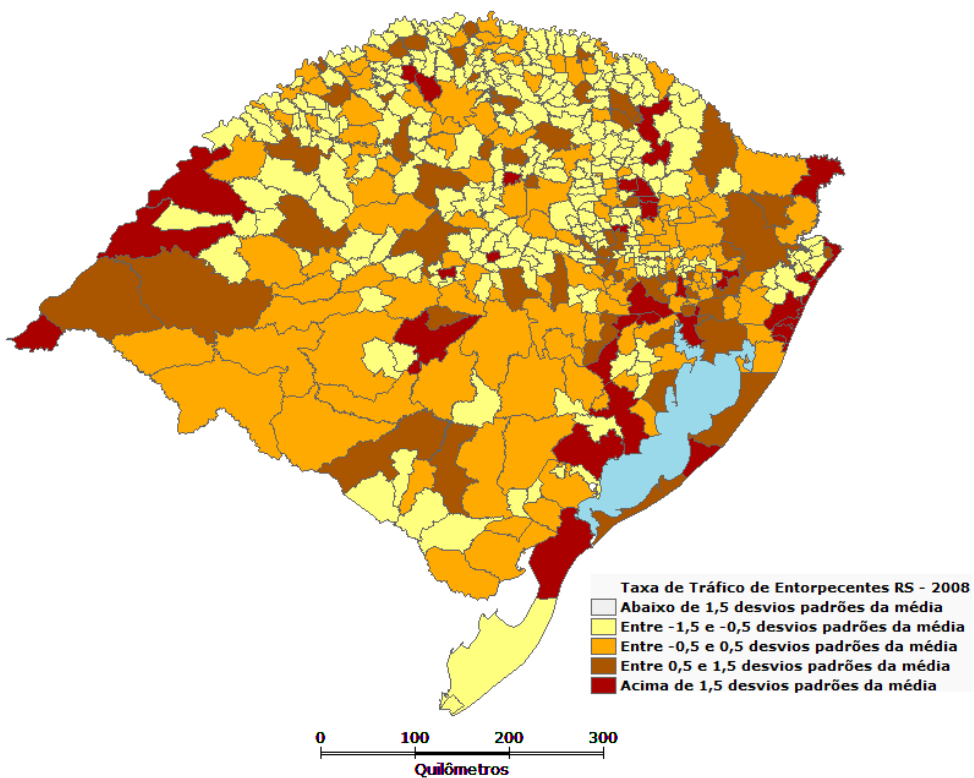 Taxa de Tráfico de Entorpecentes RS - 2008
Abaixo de 1,5 desvios padrões da média
Entre -1,5 e -0,5 desvios padrões da média
Entre -0,5 e 0,5 desvios padrões da média
Entre 0,5 e 1,5 desvios padrões da média
Acima de 1,5 desvios padrões da média
0 100 200 300
Quilômetros